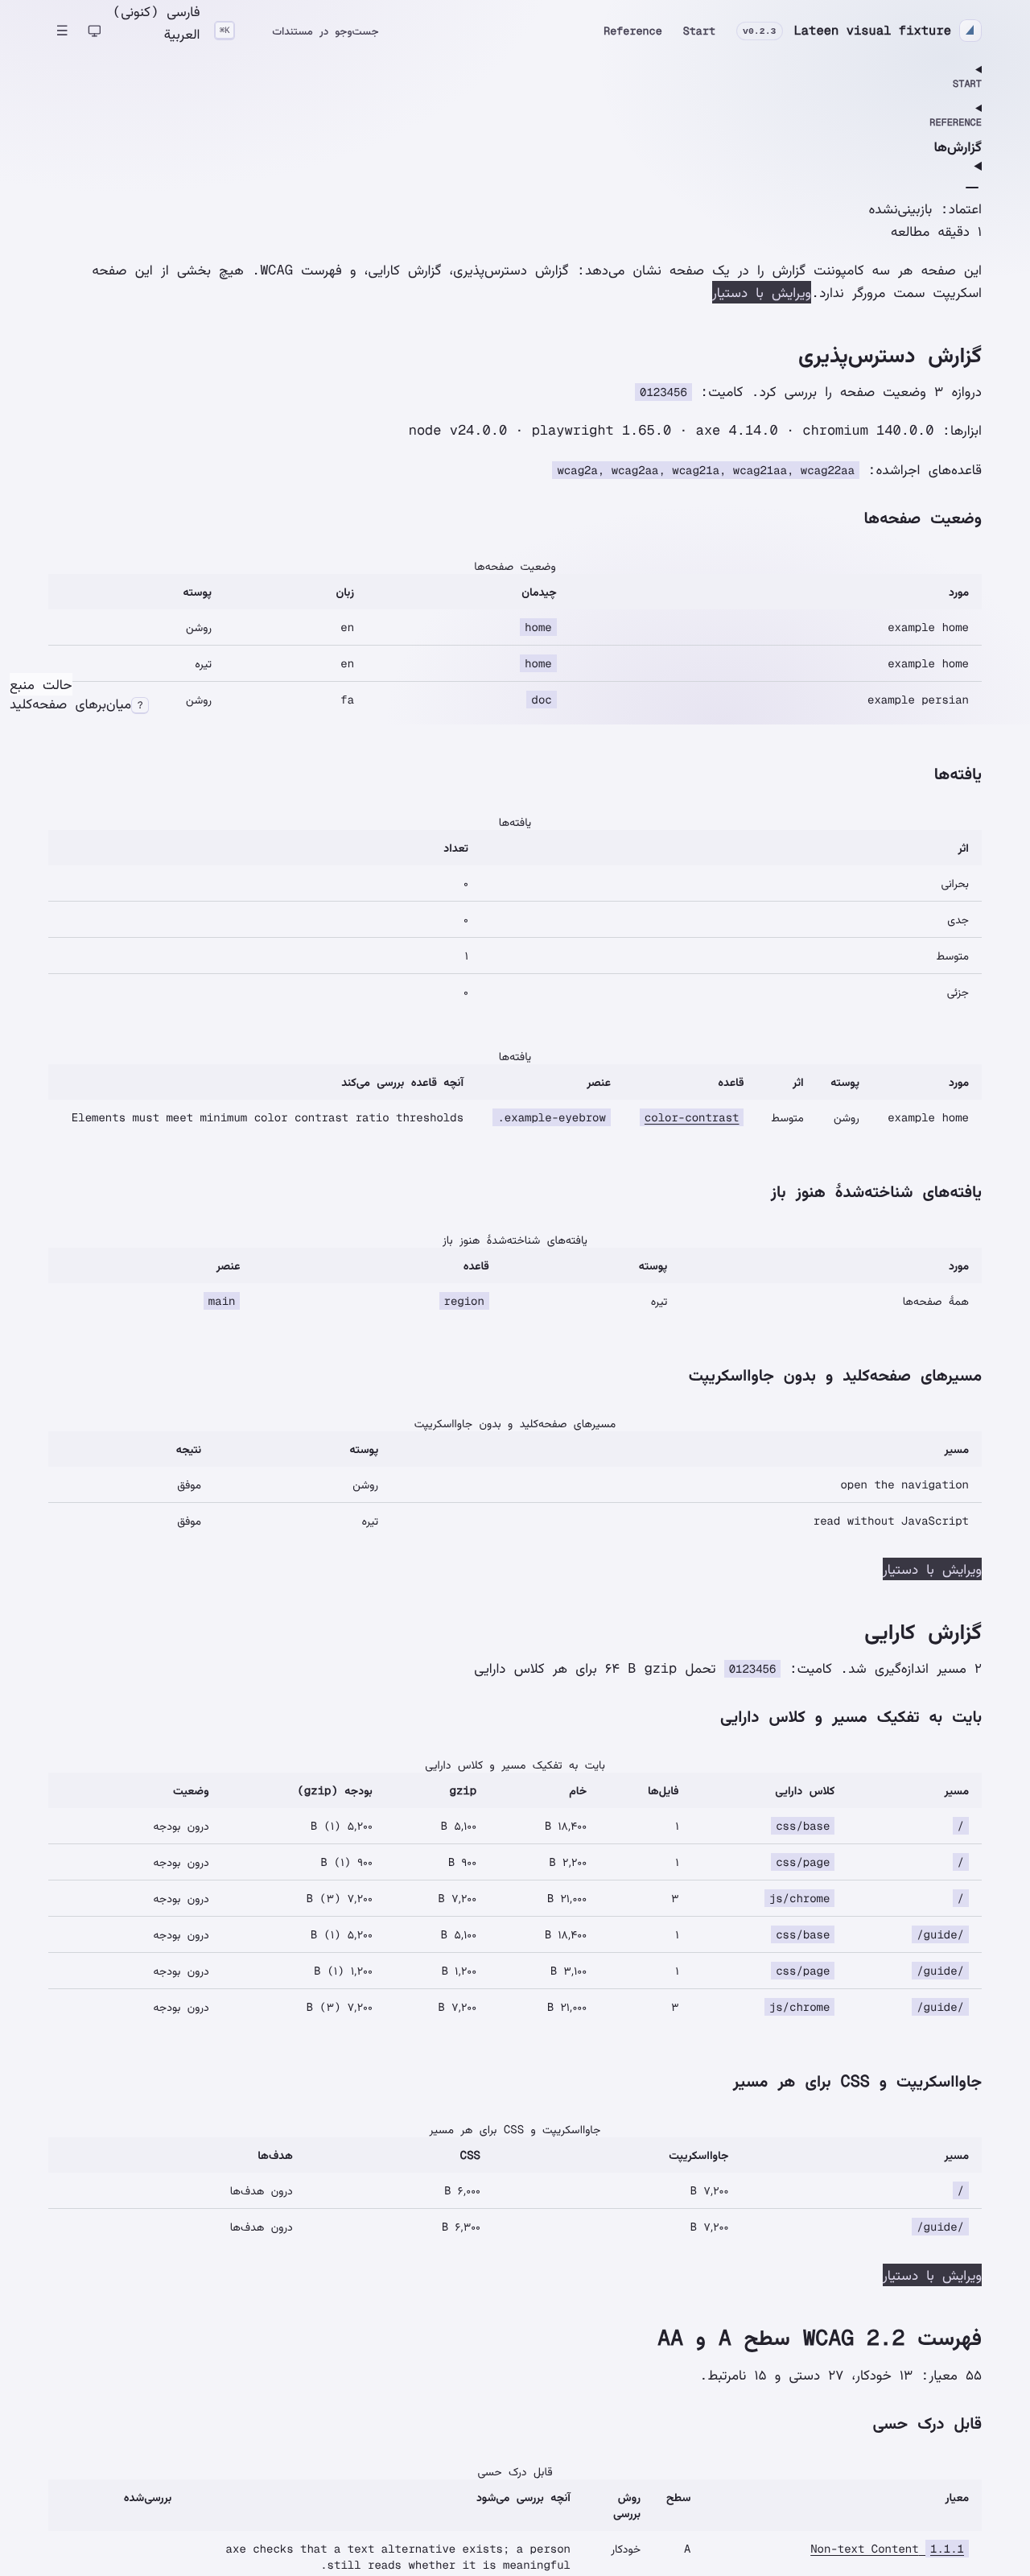 Lateen visual fixture v0.2.3 Start Reference جست‌وجو در مستندات ⌘K فارسی (کنونی)
العربية
START
REFERENCE
گزارش‌ها
اعتماد: بازبینی‌نشده
۱ دقیقه مطالعه
این صفحه هر سه کامپوننت گزارش را در یک صفحه نشان می‌دهد: گزارش دسترس‌پذیری، گزارش کارایی، و فهرست WCAG. هیچ بخشی از این صفحه
اسکریپت سمت مرورگر ندارد. ویرایش با دستیار
گزارش دسترس‌پذیری
دروازه ۳ وضعیت صفحه را بررسی کرد. کامیت: 0123456
ابزارها: node v24.0.0 · playwright 1.65.0 · axe 4.14.0 · chromium 140.0.0
قاعده‌های اجراشده: wcag2a, wcag2aa, wcag21a, wcag21aa, wcag22aa
وضعیت صفحه‌ها
وضعیت صفحه‌ها
مورد چیدمان زبان پوسته
example home home en روشن
example home home en تیره
example persian doc fa روشن
حالت منبع
میان‌برهای صفحه‌کلید ?
یافته‌ها
یافته‌ها
اثر تعداد
بحرانی ۰
جدی ۰
متوسط ۱
جزئی ۰
یافته‌ها
مورد پوسته اثر قاعده عنصر آنچه قاعده بررسی می‌کند
example home روشن متوسط color-contrast .example-eyebrow Elements must meet minimum color contrast ratio thresholds
یافته‌های شناخته‌شدهٔ هنوز باز
یافته‌های شناخته‌شدهٔ هنوز باز
مورد پوسته قاعده عنصر
همهٔ صفحه‌ها تیره region main
مسیرهای صفحه‌کلید و بدون جاوااسکریپت
مسیرهای صفحه‌کلید و بدون جاوااسکریپت
مسیر پوسته نتیجه
open the navigation روشن موفق
read without JavaScript تیره موفق
ویرایش با دستیار
گزارش کارایی
۲ مسیر اندازه‌گیری شد. کامیت: 0123456 تحمل ۶۴ B gzip برای هر کلاس دارایی
بایت به تفکیک مسیر و کلاس دارایی
بایت به تفکیک مسیر و کلاس دارایی
مسیر کلاس دارایی فایل‌ها خام gzip بودجه (gzip) وضعیت
/ css/base ۱ ۱۸,۴۰۰ B ۵,۱۰۰ B ۵,۲۰۰ B (۱) درون بودجه
/ css/page ۱ ۲,۲۰۰ B ۹۰۰ B ۹۰۰ B (۱) درون بودجه
/ js/chrome ۳ ۲۱,۰۰۰ B ۷,۲۰۰ B ۷,۲۰۰ B (۳) درون بودجه
/guide/ css/base ۱ ۱۸,۴۰۰ B ۵,۱۰۰ B ۵,۲۰۰ B (۱) درون بودجه
/guide/ css/page ۱ ۳,۱۰۰ B ۱,۲۰۰ B ۱,۲۰۰ B (۱) درون بودجه
/guide/ js/chrome ۳ ۲۱,۰۰۰ B ۷,۲۰۰ B ۷,۲۰۰ B (۳) درون بودجه
جاوااسکریپت و CSS برای هر مسیر
جاوااسکریپت و CSS برای هر مسیر
مسیر جاوااسکریپت CSS هدف‌ها
/ ۷,۲۰۰ B ۶,۰۰۰ B درون هدف‌ها
/guide/ ۷,۲۰۰ B ۶,۳۰۰ B درون هدف‌ها
ویرایش با دستیار
فهرست WCAG 2.2 سطح A و AA
۵۵ معیار: ۱۳ خودکار، ۲۷ دستی و ۱۵ نامرتبط.
قابل درک حسی
قابل درک حسی
معیار سطح روش بررسی آنچه بررسی می‌شود بررسی‌شده
1.1.1 Non-text Content A خودکار axe checks that a text alternative exists; a person
still reads whether it is meaningful.